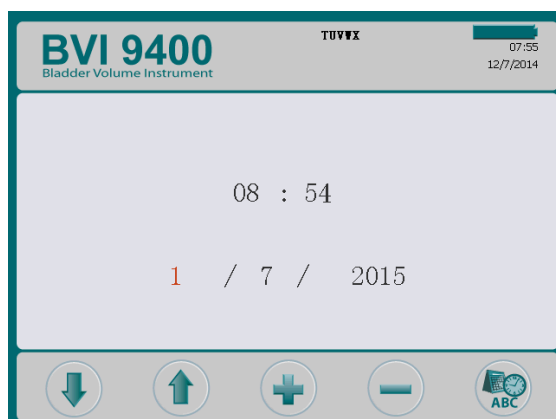 BVI 9400
Bladder Volume Instrument
TUVWX
07:55
12/7/2014
08 : 54
1 / 7 / 2015
ABC